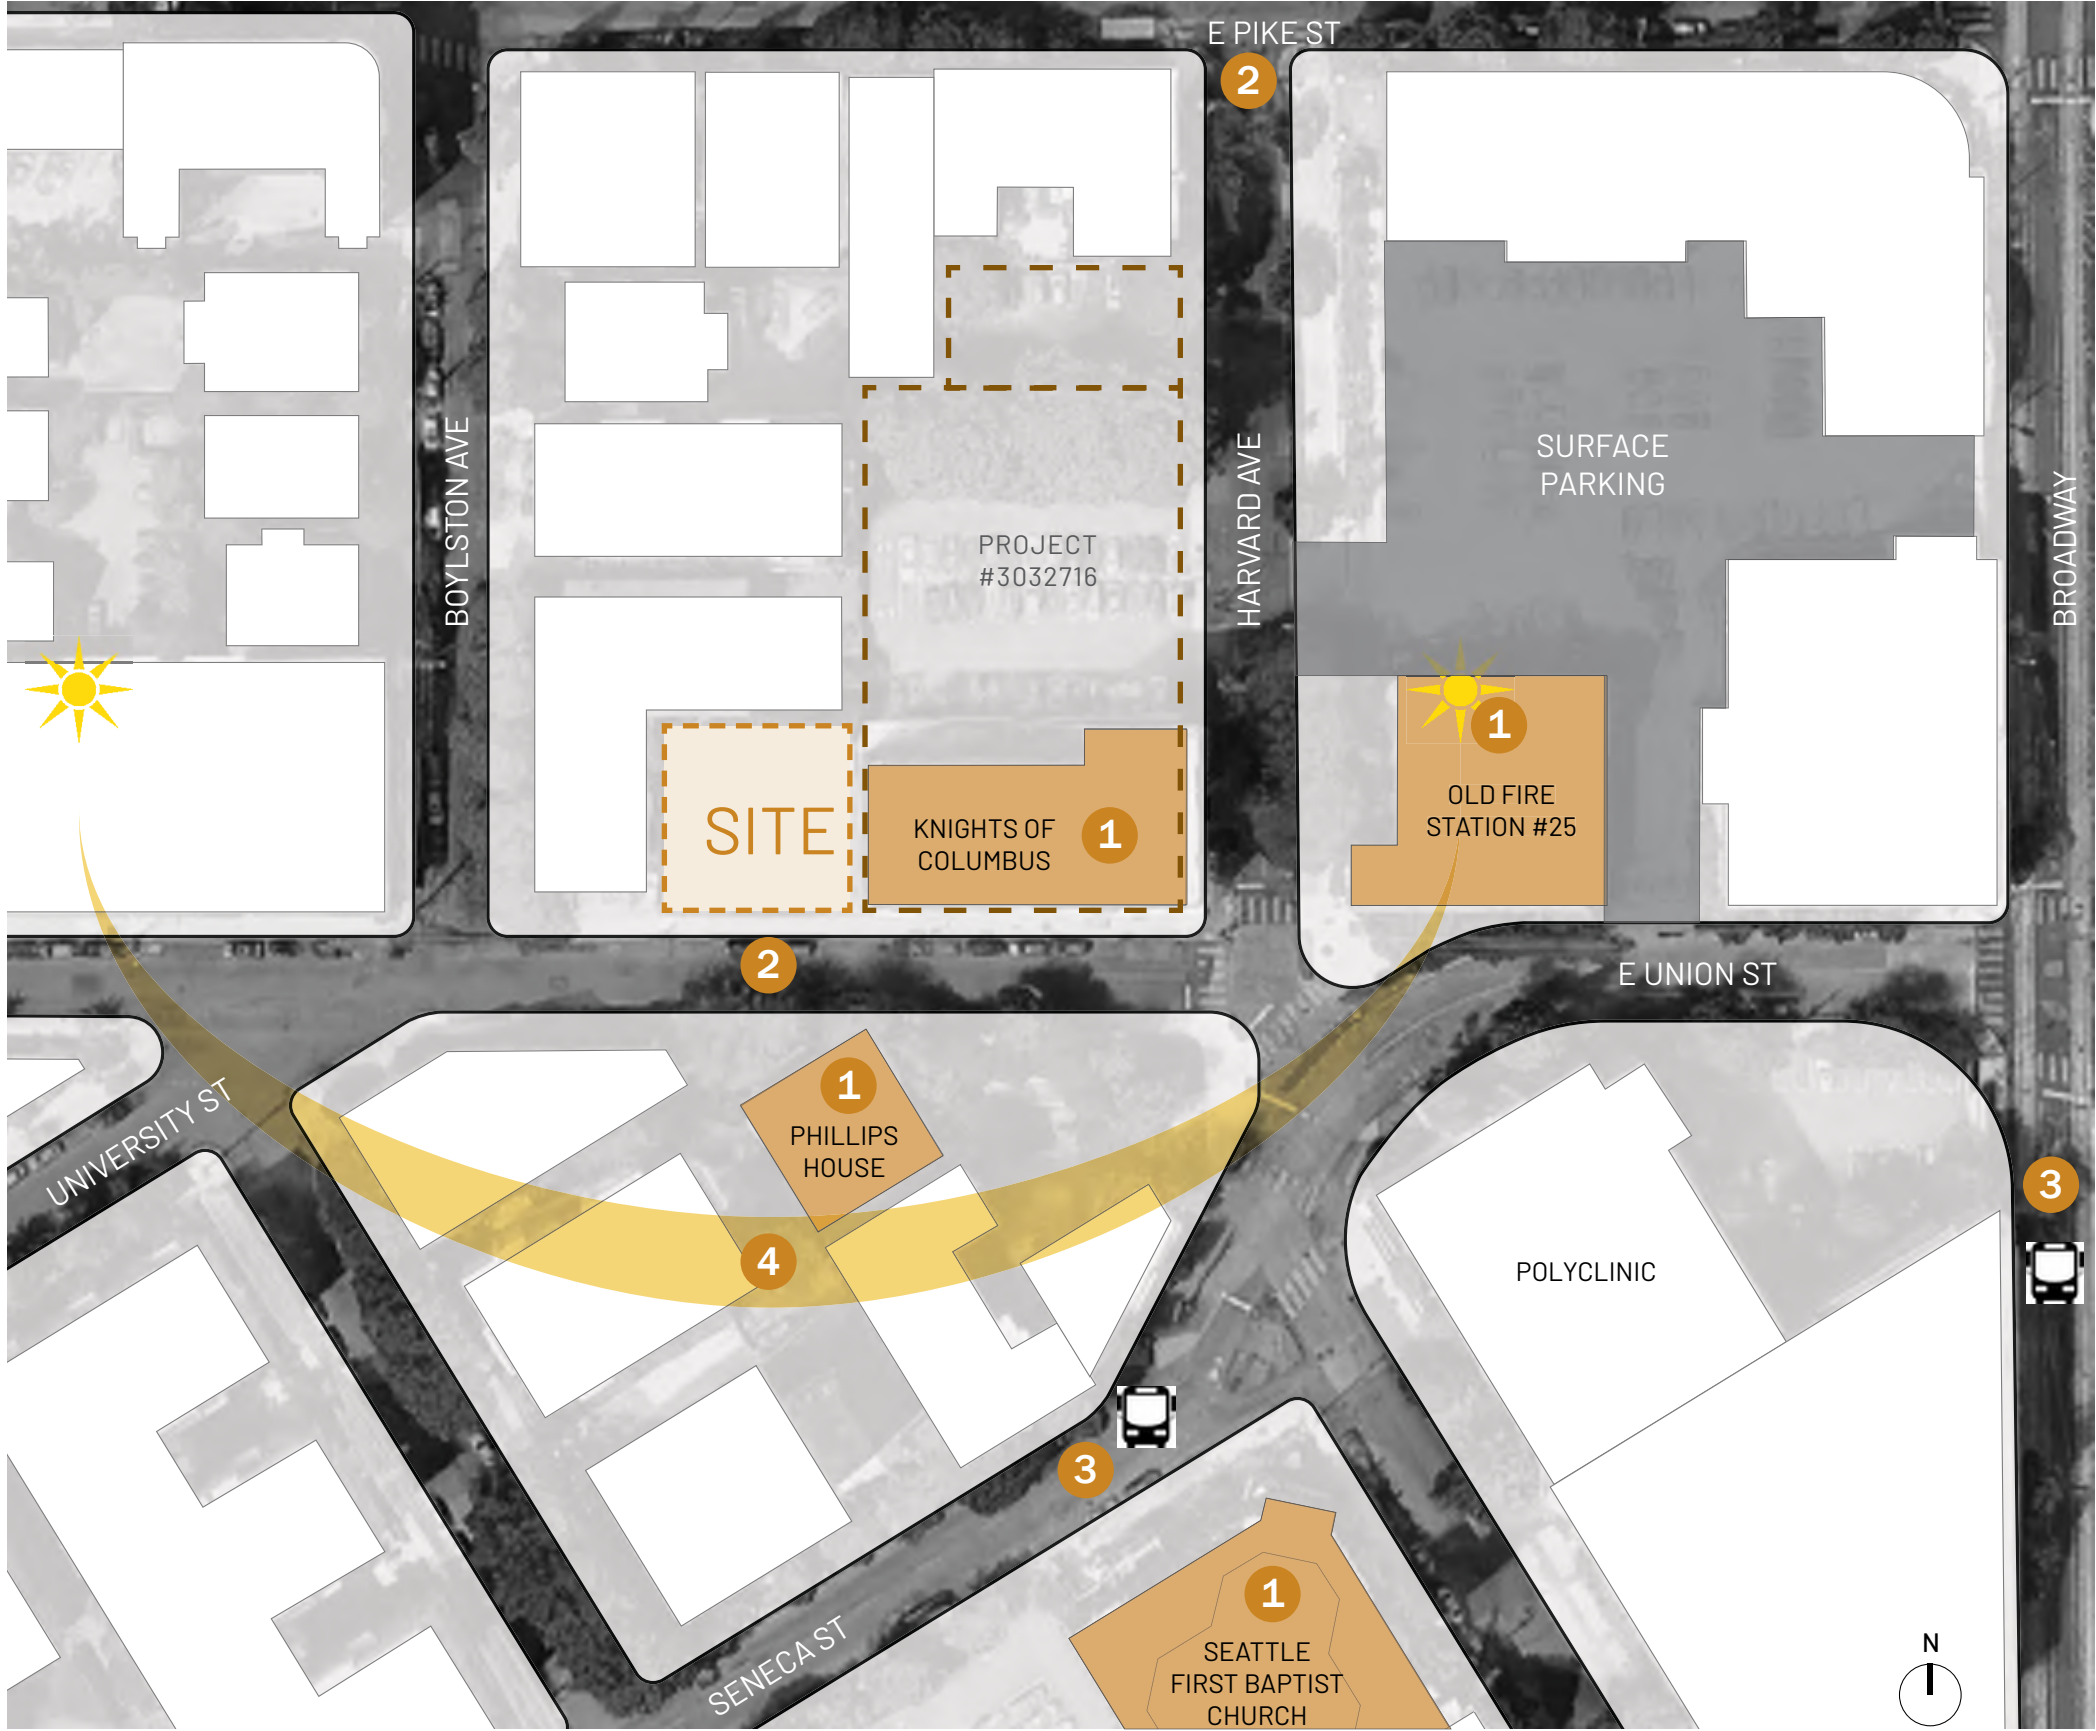 E PIKE ST
2
BOYLSTON AVE
HARVARD AVE
BROADWAY
SURFACE
PARKING
PROJECT
#3032716
SITE
KNIGHTS OF
COLUMBUS
1
1
OLD FIRE
STATION #25
2
E UNION ST
UNIVERSITY ST
1
PHILLIPS
HOUSE
4
3
POLYCLINIC
3
SENECA ST
1
SEATTLE
FIRST BAPTIST
CHURCH
N